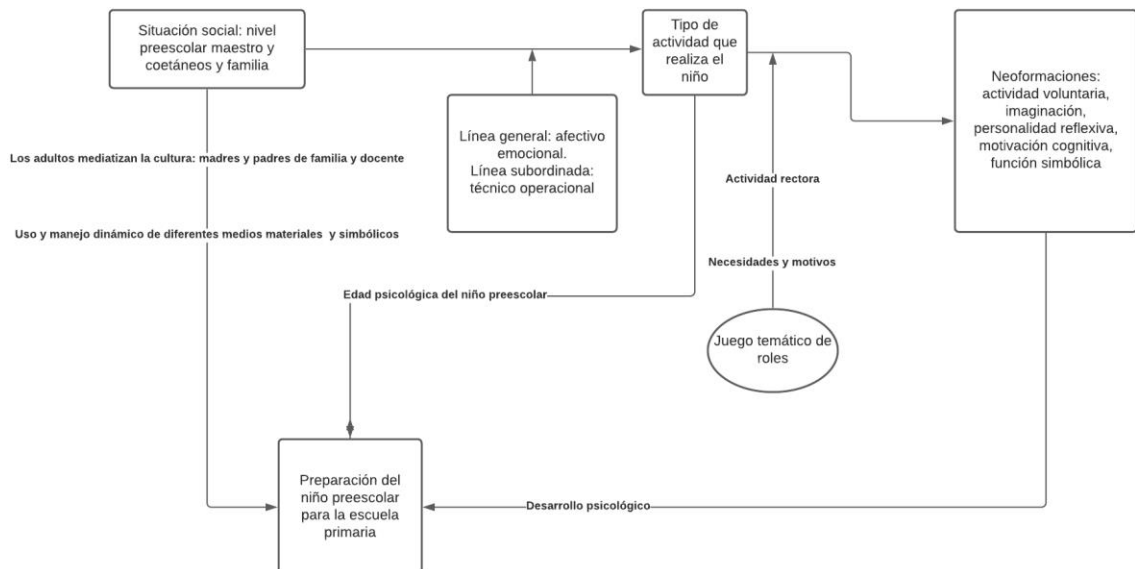 Situación social: nivel
preescolar maestro y
coetáneos y familia
Tipo de
actividad que
realiza el
niño
Neoformaciones:
actividad voluntaria,
imaginación,
personalidad reflexiva,
motivación cognitiva,
función simbólica
Línea general: afectivo
emocional.
Línea subordinada:
técnico operacional
Los adultos mediatizan la cultura: madres y padres de familia y docente
Actividad rectora
Uso y manejo dinámico de diferentes medios materiales y simbólicos
Necesidades y motivos
Edad psicológica del niño preescolar
Juego temático de
roles
Preparación del
niño preescolar
para la escuela
primaria
Desarrollo psicológico